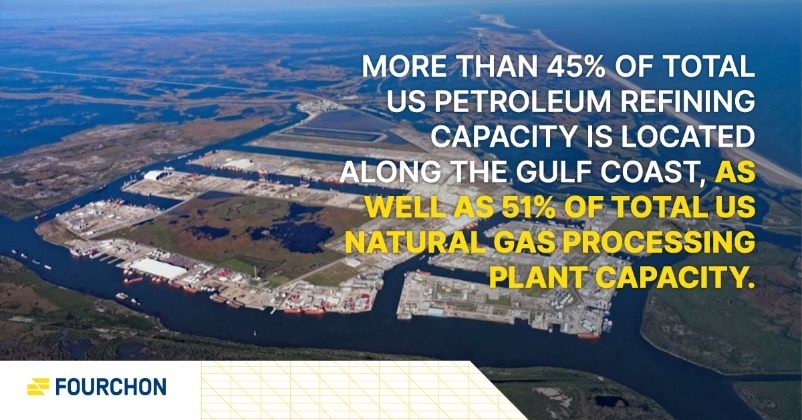 MORE THAN 45% OF TOTAL
US PETROLEUM REFINING
CAPACITY IS LOCATED
ALONG THE GULF COAST, AS
WELL AS 51% OF TOTAL US
NATURAL GAS PROCESSING
PLANT CAPACITY.
FOURCHON